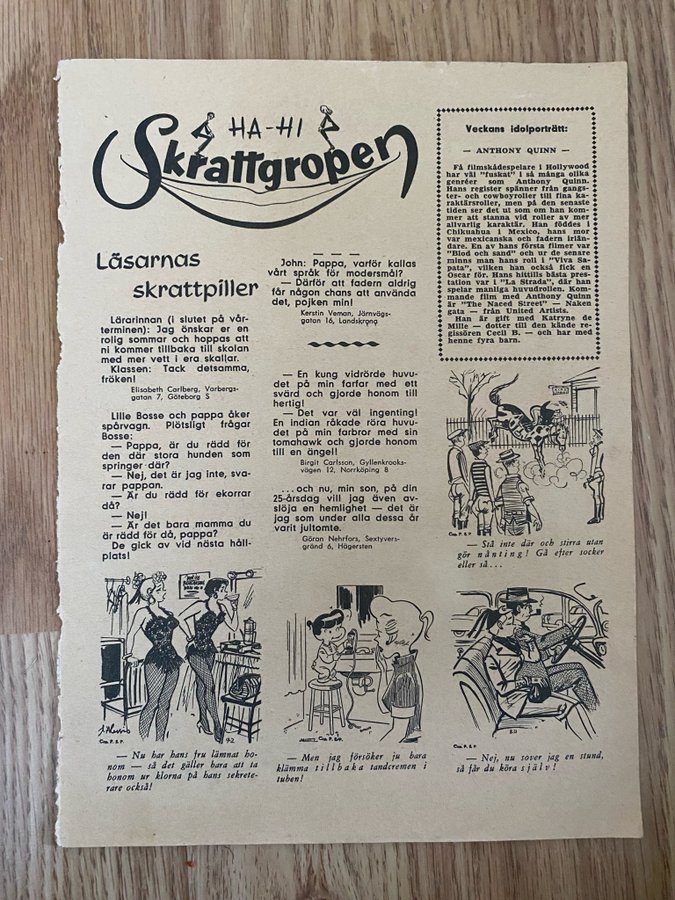 HA-HI
Skrattgropen
Läsarnas
skrattpiller
Lärarinnan (i slutet på vår-
terminen): Jag önskar er en
rolig sommar och hoppas att
ni kommer tillbaka till skolan
med mer vett i era skallar.
Klassen: Tack detsamma,
fröken!
Elisabeth Carlberg, Varbergs-
gatan 7, Göteborg S
Lille Bosse och pappa åker
spårvagn. Plötsligt frågar
Bosse:
— Pappa, är du rädd för
den där stora hunden som
springer där?
— Nej, det är jag inte, sva-
rar pappan.
— Är du rädd för ekorrar
då?
— Nej!
— Är det bara mamma du
är rädd för då, pappa?
De gick av vid nästa håll-
plats!
John: Pappa, varför kallas
vårt språk för modersmål?
— Därför att fadern aldrig
får någon chans att använda
det, pojken min!
Kerstin Veman, Järnvägs-
gatan 16, Landskrona
— En kung vidrörde huvu-
det på min farfar med ett
svärd och gjorde honom till
hertig!
— Det var väl ingenting!
En indian råkade röra huvu-
det på min farbror med sin
tomahawk och gjorde honom
till en ängel!
Birgit Carlsson, Gyllenkrooks-
vägen 12, Norrköping 8
...och nu, min son, på din
25-årsdag vill jag även av-
slöja en hemlighet — det är
jag som under alla dessa år
varit jultomte.
Göran Nehrfors, Sextyvers-
gränd 6, Hägersten
Veckans idolporträtt:
— ANTHONY QUINN —
Få filmskådespelare i Hollywood
har väl "fuskat" i så många olika
genréer som Anthony Quinn.
Hans register spänner från gangs-
ter- och cowboyroller till fina ka-
raktärsroller, men på den senaste
tiden ser det ut som om han kom-
mer att stanna vid roller av mer
allvarlig karaktär. Han föddes i
Chikuahua i Mexico, hans mor
var mexicanska och fadern irlän-
dare. En av hans första filmer var
"Blod och sand" och ur de senare
minns man hans roll i "Viva Sa-
pata", vilken han också fick en
Oscar för. Hans hittills bästa pres-
tation var i "La Strada", där han
spelar manliga huvudrollen. Kom-
mande film med Anthony Quinn
är "The Naced Street" — Naken
gata — från United Artists.
Han är gift med Katryne de
Mille — dotter till den kände re-
gissören Cecil B. — och har med
henne fyra barn.
Cop. P. S. P.
— Stå inte där och stirra utan
gör nånting! Gå efter socker
eller så...
Cop. P. S. P.
9-2
— Nu har hans fru lämnat ho-
nom — så det gäller bara att ta
honom ur klorna på hans sekrete-
rare också!
Cop. P. S. P.
— Men jag försöker ju bara
klämma tillbaka tandcremen i
tuben!
Cop. P. S. P.
— Nej, nu sover jag en stund,
så får du köra själv!